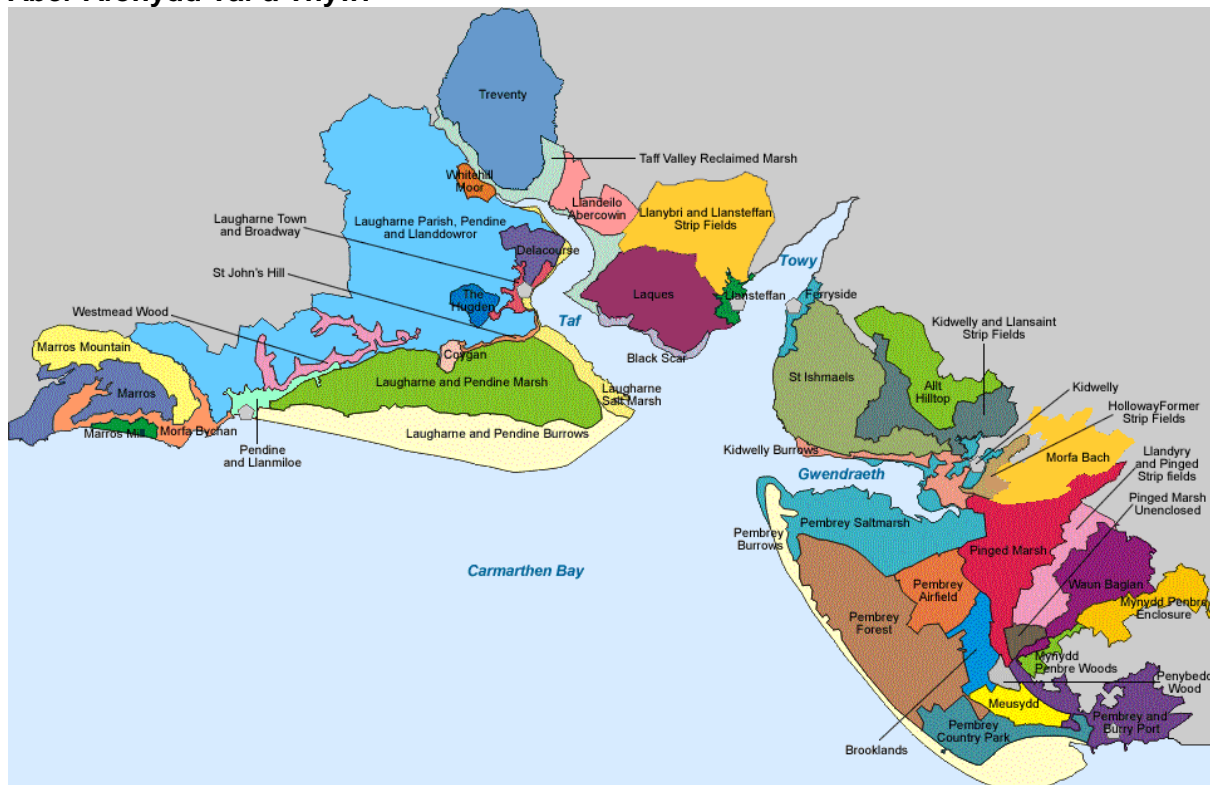 Treventy
Taff Valley Reclaimed Marsh
Whitehill
Moor
Llandeilo
Abercowin
Llanybri and Llansteffan
Strip Fields
Laugharne Town
and Broadway
Laugharne Parish, Pendine
and Llanddowror
Delacourse
St John's Hill
The
Hugden
Laques
Llansteffan
Towy
Ferryside
Westmead Wood
Taf
Black Scar
Kidwelly and Llansaint
Strip Fields
Marros Mountain
Coygan
St Ishmaels
Allt
Hilltop
Kidwelly
Marros
Laugharne and Pendine Marsh
Laugharne
Salt Marsh
HollowayFormer
Strip Fields
Marros Mill
Morfa Bychan
Laugharne and Pendine Burrows
Pendine
and Llanmiloe
Kidwelly Burrows
Morfa Bach
Llandyry
and Pinged
Strip fields
Gwendraeth
Pinged Marsh
Unenclosed
Pembrey
Burrows
Pembrey Saltmarsh
Pinged Marsh
Carmarthen Bay
Pembrey
Airfield
Waun Baglan
Mynydd Penbre
Enclosure
Pembrey
Forest
Mynydd
Penbre Woods
Penybedd
Wood
Meusydd
Pembrey
Country Park
Pembrey and
Burry Port
Brooklands